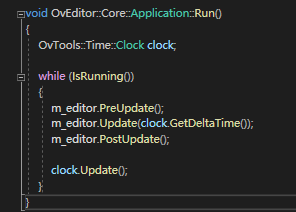 void OvEditor::Core::Application::Run()
{
OvTools::Time::Clock clock;
while (IsRunning())
{
m_editor.PreUpdate();
m_editor.Update(clock.GetDeltaTime());
m_editor.PostUpdate();
clock.Update();
}
}